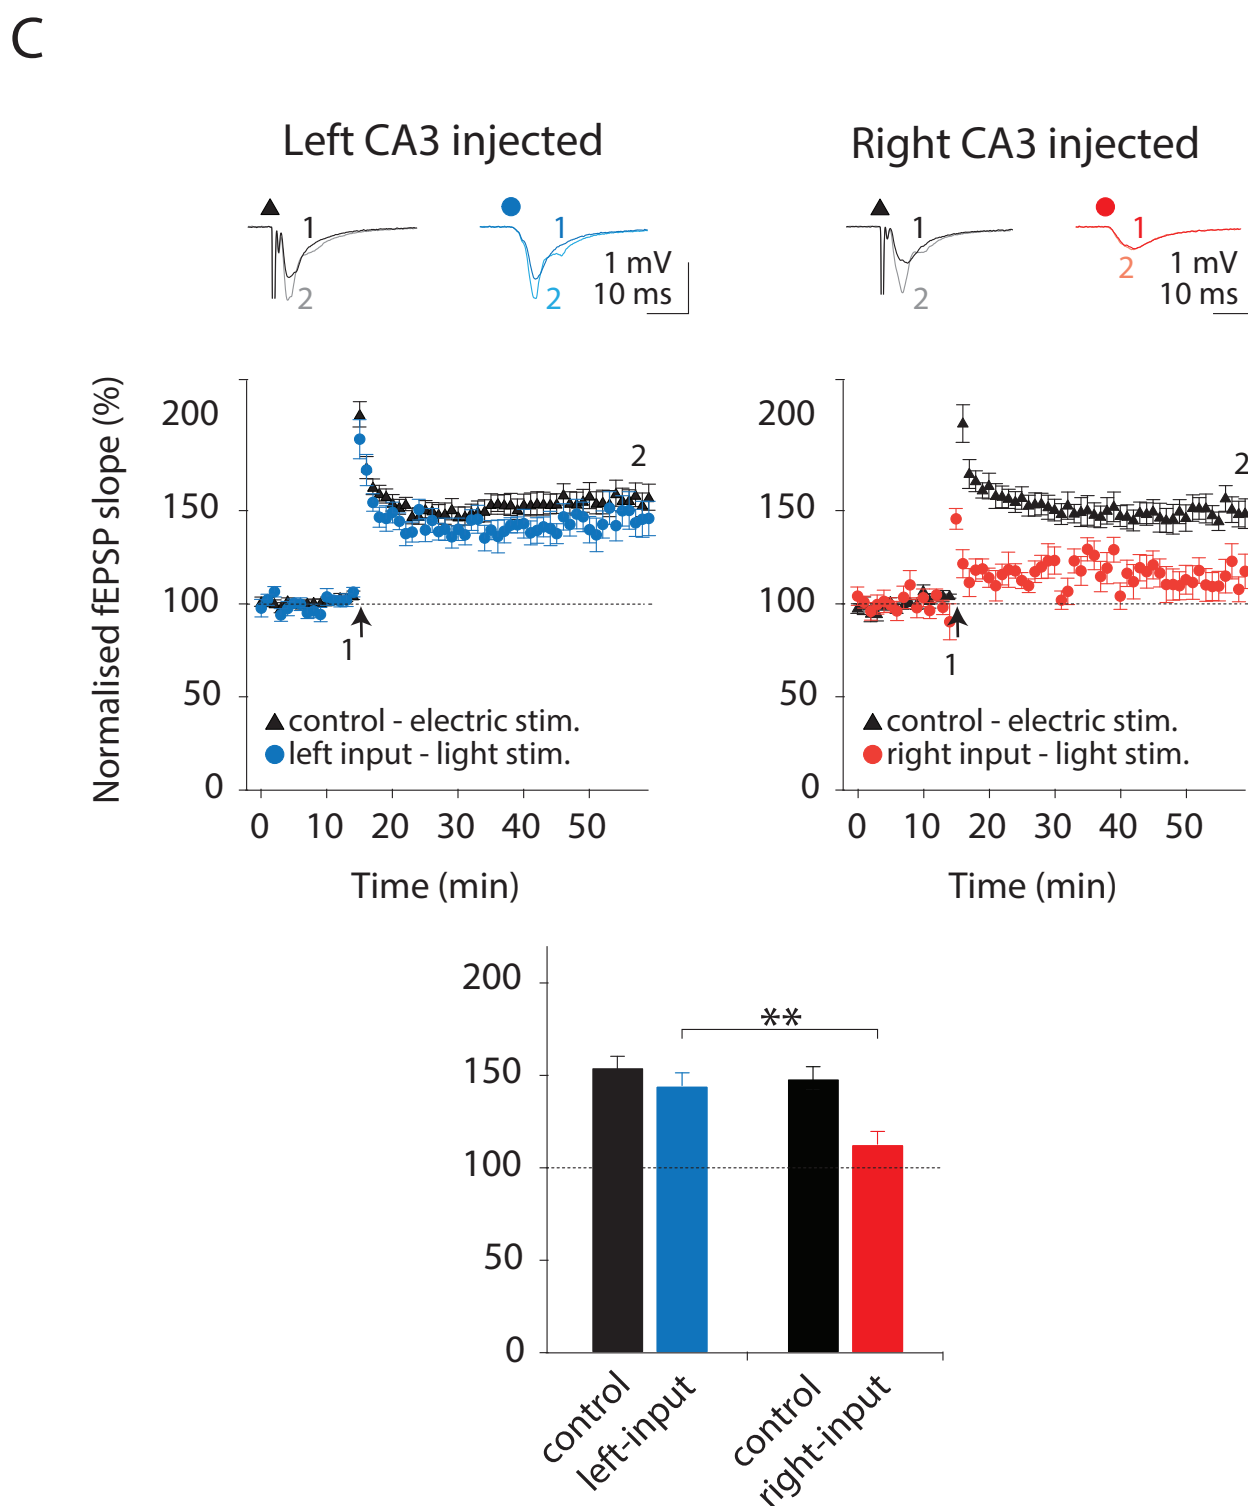 C
Left CA3 injected
1
2
1
2
1 mV
10 ms
Right CA3 injected
1
2
1
2
1 mV
10 ms
Normalised fEPSP slope (%)
200
150
100
50
0
2
1
control - electric stim.
left input - light stim.
0 10 20 30 40 50
Time (min)
200
150
100
50
0
2
1
control - electric stim.
right input - light stim.
0 10 20 30 40 50
Time (min)
200
150
100
50
0
**
control
left-input
control
right-input